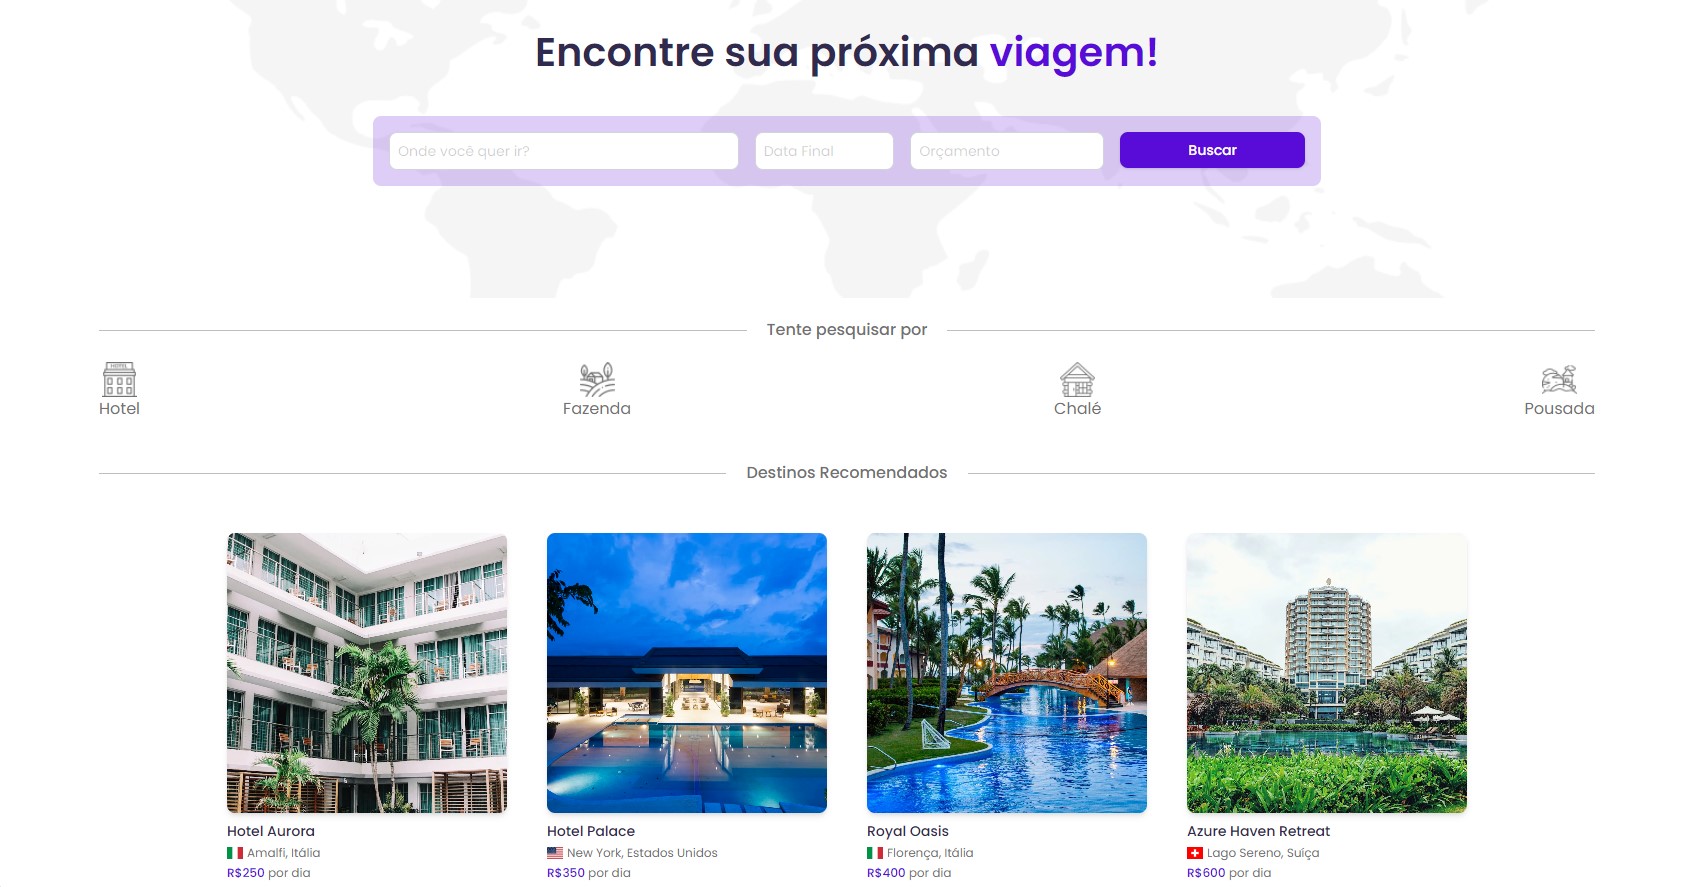 Encontre sua próxima viagem!
Onde você quer ir?
Data Final
Orçamento
Buscar
Tente pesquisar por
HOTEL
Hotel
Fazenda
Chalé
Pousada
Destinos Recomendados
Hotel Aurora
Amalfi, Itália
R$250 por dia
Hotel Palace
New York, Estados Unidos
R$350 por dia
Royal Oasis
Florença, Itália
R$400 por dia
Azure Haven Retreat
Lago Sereno, Suíça
R$600 por dia